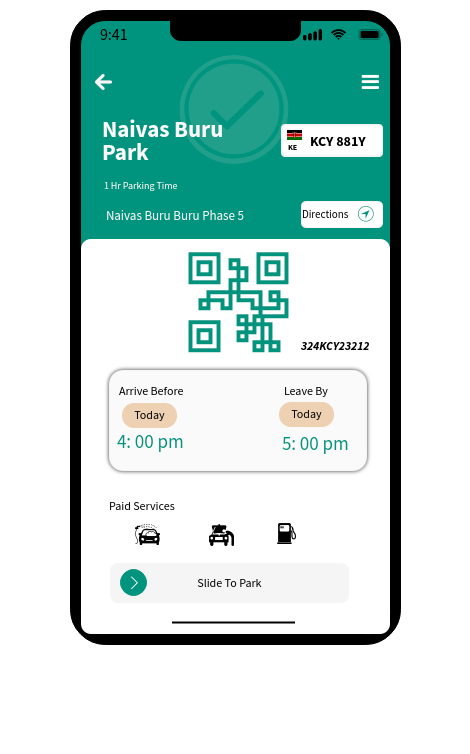 9:41
Naivas Buru
Park
KE KCY 881Y
1 Hr Parking Time
Naivas Buru Buru Phase 5
Directions
324KCY23212
Arrive Before
Leave By
Today
Today
4: 00 pm
5: 00 pm
Paid Services
Slide To Park